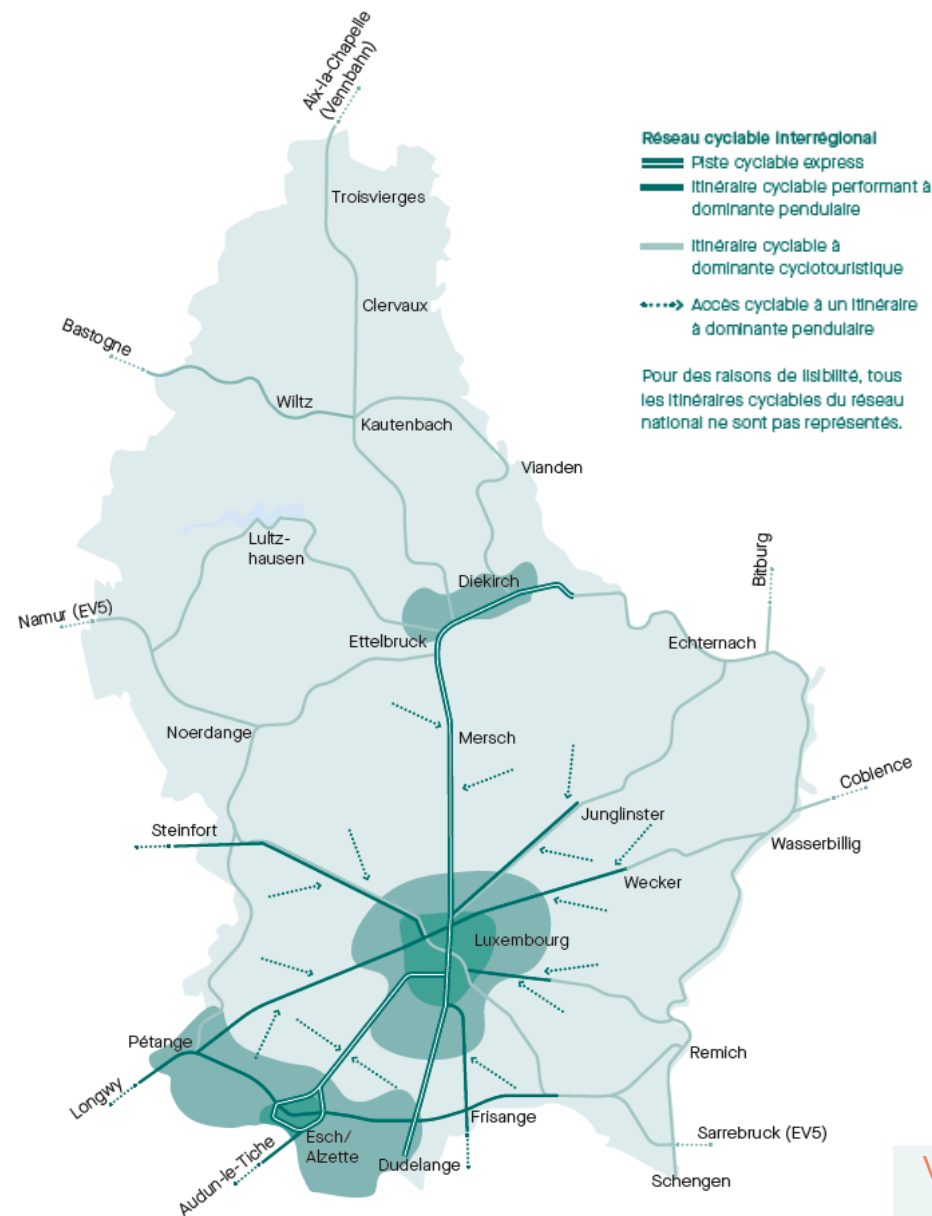 Aix-la-Chapelle
(Vennbahn)
Réseau cyclable interrégional
Piste cyclable express
Itinéraire cyclable performant à
dominante pendulaire
Itinéraire cyclable à
dominante cyclotouristique
Accès cyclable à un itinéraire
à dominante pendulaire
Pour des raisons de lisibilité, tous
les itinéraires cyclables du réseau
national ne sont pas représentés.
Troisvierges
Clervaux
Bastogne
Wiltz
Kautenbach
Vianden
Lultz-
hausen
Diekirch
Bitburg
Namur (EV5)
Ettelbruck
Echternach
Noerdange
Mersch
Coblence
Junglinster
Steinfort
Wasserbillig
Wecker
Luxembourg
Pétange
Remich
Longwy
Frisange
Esch/
Alzette
Sarrebruck (EV5)
Audun-le-Tiche
Dudelange
Schengen